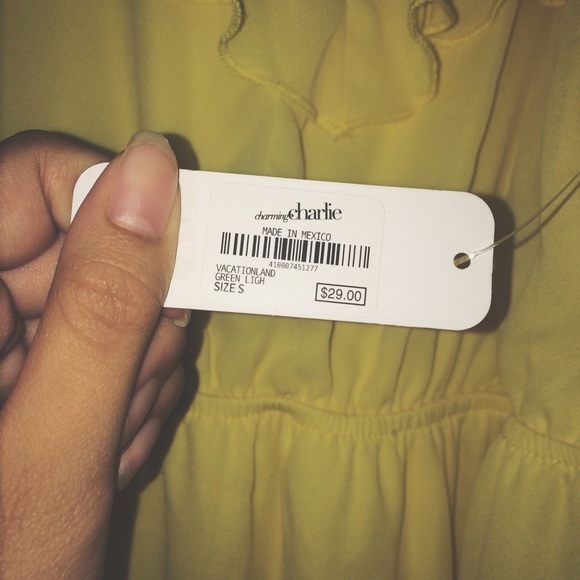 charming charlie
MADE IN MEXICO
410007451277
VACATIONLAND
GREEN LIGH
SIZE S
$29.00